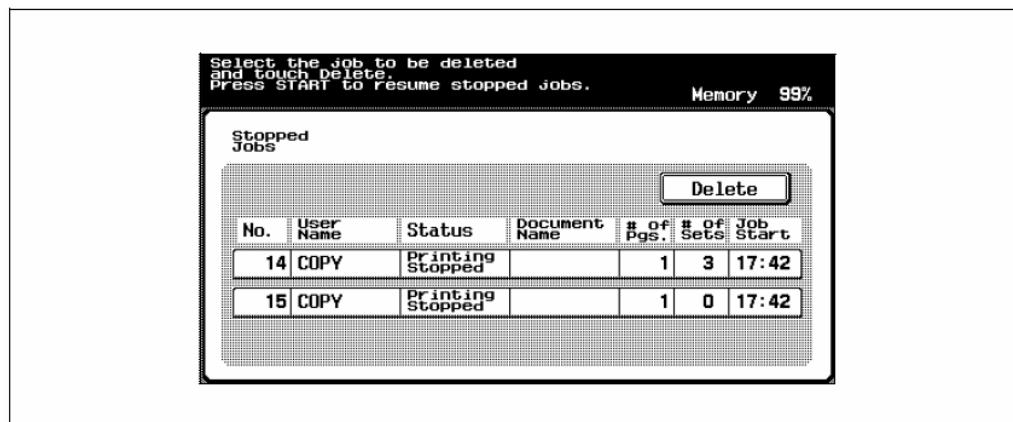 Select the job to be deleted
and touch Delete.
Press START to resume stopped jobs.
Memory 99%
Stopped
Jobs
Delete
No. User Name Status Document Name # of Pgs. # of Sets Job Start
14 COPY Printing Stopped 1 3 17:42
15 COPY Printing Stopped 1 0 17:42